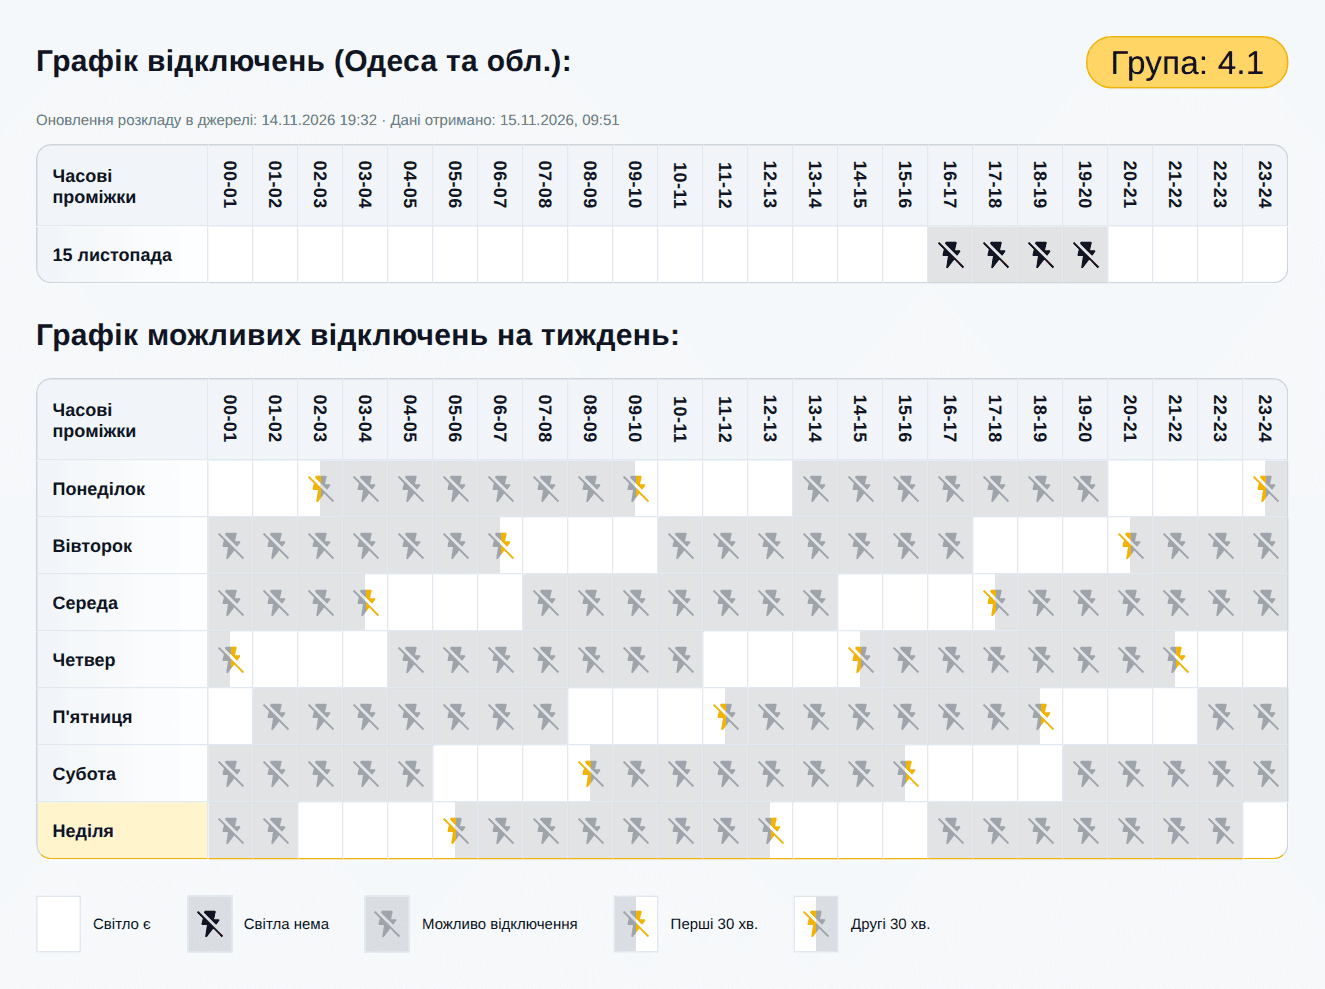 Графік відключень (Одеса та обл.):
Група: 4.1
Оновлення розкладу в джерелі: 14.11.2026 19:32 · Дані отримано: 15.11.2026, 09:51
Часові проміжки 00-01 01-02 02-03 03-04 04-05 05-06 06-07 07-08 08-09 09-10 10-11 11-12 12-13 13-14 14-15 15-16 16-17 17-18 18-19 19-20 20-21 21-22 22-23 23-24
15 листопада
Графік можливих відключень на тиждень:
Часові проміжки 00-01 01-02 02-03 03-04 04-05 05-06 06-07 07-08 08-09 09-10 10-11 11-12 12-13 13-14 14-15 15-16 16-17 17-18 18-19 19-20 20-21 21-22 22-23 23-24
Понеділок
Вівторок
Середа
Четвер
П'ятниця
Субота
Неділя
Світло є Світла нема Можливо відключення Перші 30 хв. Другі 30 хв.